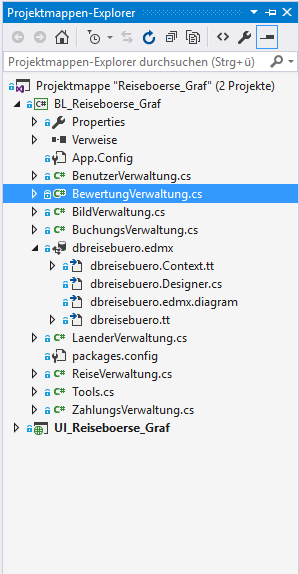 Projektmappen-Explorer
Projektmappen-Explorer durchsuchen (Strg+ü)
Projektmappe "Reiseboerse_Graf" (2 Projekte)
BL_Reiseboerse_Graf
Properties
Verweise
App.Config
BenutzerVerwaltung.cs
BewertungVerwaltung.cs
BildVerwaltung.cs
BuchungsVerwaltung.cs
dbreisebuero.edmx
dbreisebuero.Context.tt
dbreisebuero.Designer.cs
dbreisebuero.edmx.diagram
dbreisebuero.tt
LaenderVerwaltung.cs
packages.config
ReiseVerwaltung.cs
Tools.cs
ZahlungsVerwaltung.cs
UI_Reiseboerse_Graf